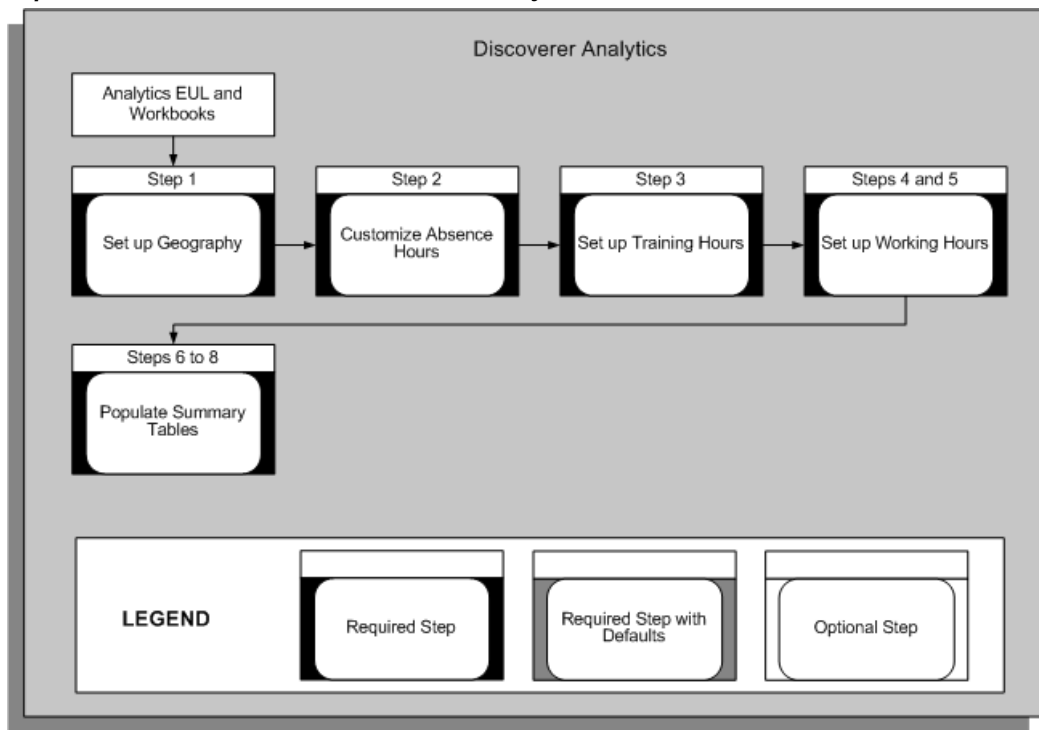 Discoverer Analytics
Analytics EUL and
Workbooks
Step 1
Set up Geography
Step 2
Customize Absence
Hours
Step 3
Set up Training Hours
Steps 4 and 5
Set up Working Hours
Steps 6 to 8
Populate Summary
Tables
LEGEND
Required Step
Required Step with
Defaults
Optional Step